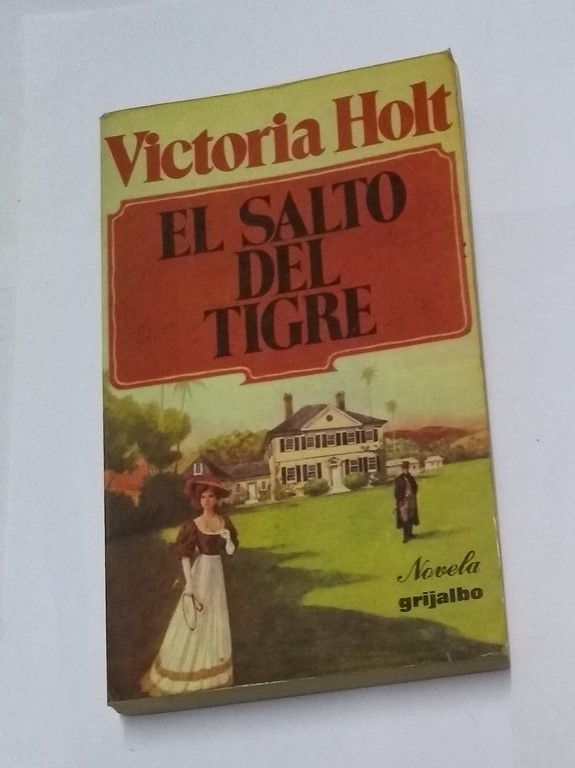 Victoria Holt
EL SALTO
DEL
TIGRE
Novela
grijalbo